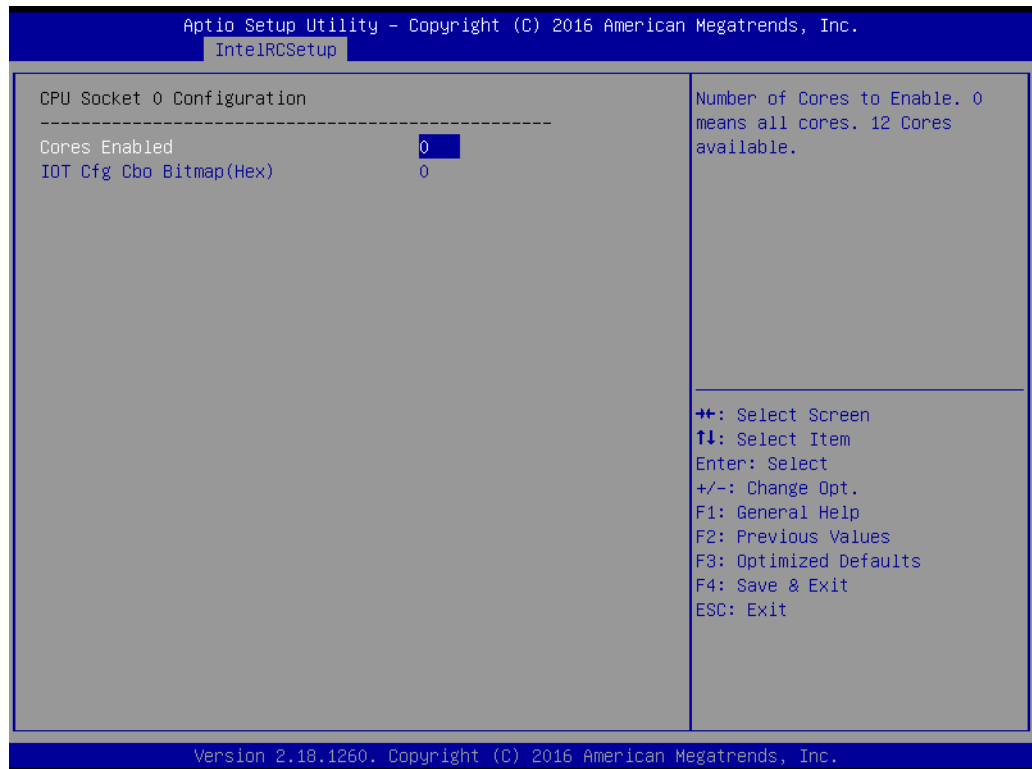 Aptio Setup Utility – Copyright (C) 2016 American Megatrends, Inc.
IntelRCSetup
CPU Socket 0 Configuration
--------------------------------------------------
Cores Enabled 0
IOT Cfg Cbo Bitmap(Hex) 0
Number of Cores to Enable. 0
means all cores. 12 Cores
available.
→←: Select Screen
↑↓: Select Item
Enter: Select
+/-: Change Opt.
F1: General Help
F2: Previous Values
F3: Optimized Defaults
F4: Save & Exit
ESC: Exit
Version 2.18.1260. Copyright (C) 2016 American Megatrends, Inc.